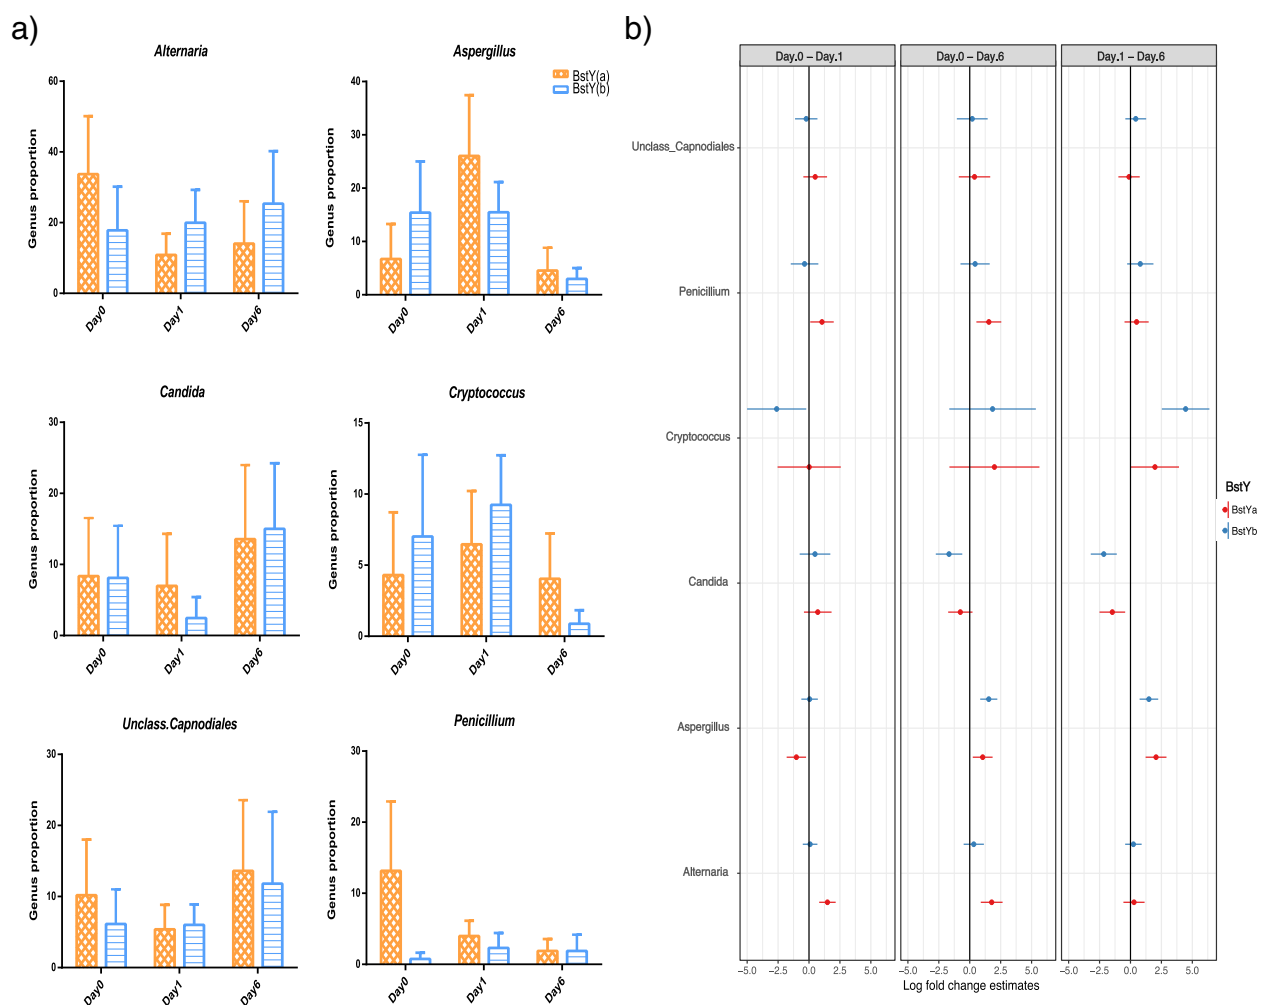 a)
Alternaria
Genus proportion
60
40
20
0
Day0
Day1
Day6
Aspergillus
BstY(a)
BstY(b)
Genus proportion
40
30
20
10
0
Day0
Day1
Day6
Candida
Genus proportion
30
20
10
0
Day0
Day1
Day6
Cryptococcus
Genus proportion
15
10
5
0
Day0
Day1
Day6
Unclass.Capnodiales
Genus proportion
30
20
10
0
Day0
Day1
Day6
Penicillium
Genus proportion
30
20
10
0
Day0
Day1
Day6
b)
Day.0 – Day.1
Day.0 – Day.6
Day.1 – Day.6
Unclass_Capnodiales
Penicillium
Cryptococcus
Candida
Aspergillus
Alternaria
−5.0 −2.5 0.0 2.5 5.0
−5.0 −2.5 0.0 2.5 5.0
−5.0 −2.5 0.0 2.5 5.0
Log fold change estimates
BstY
BstYa
BstYb